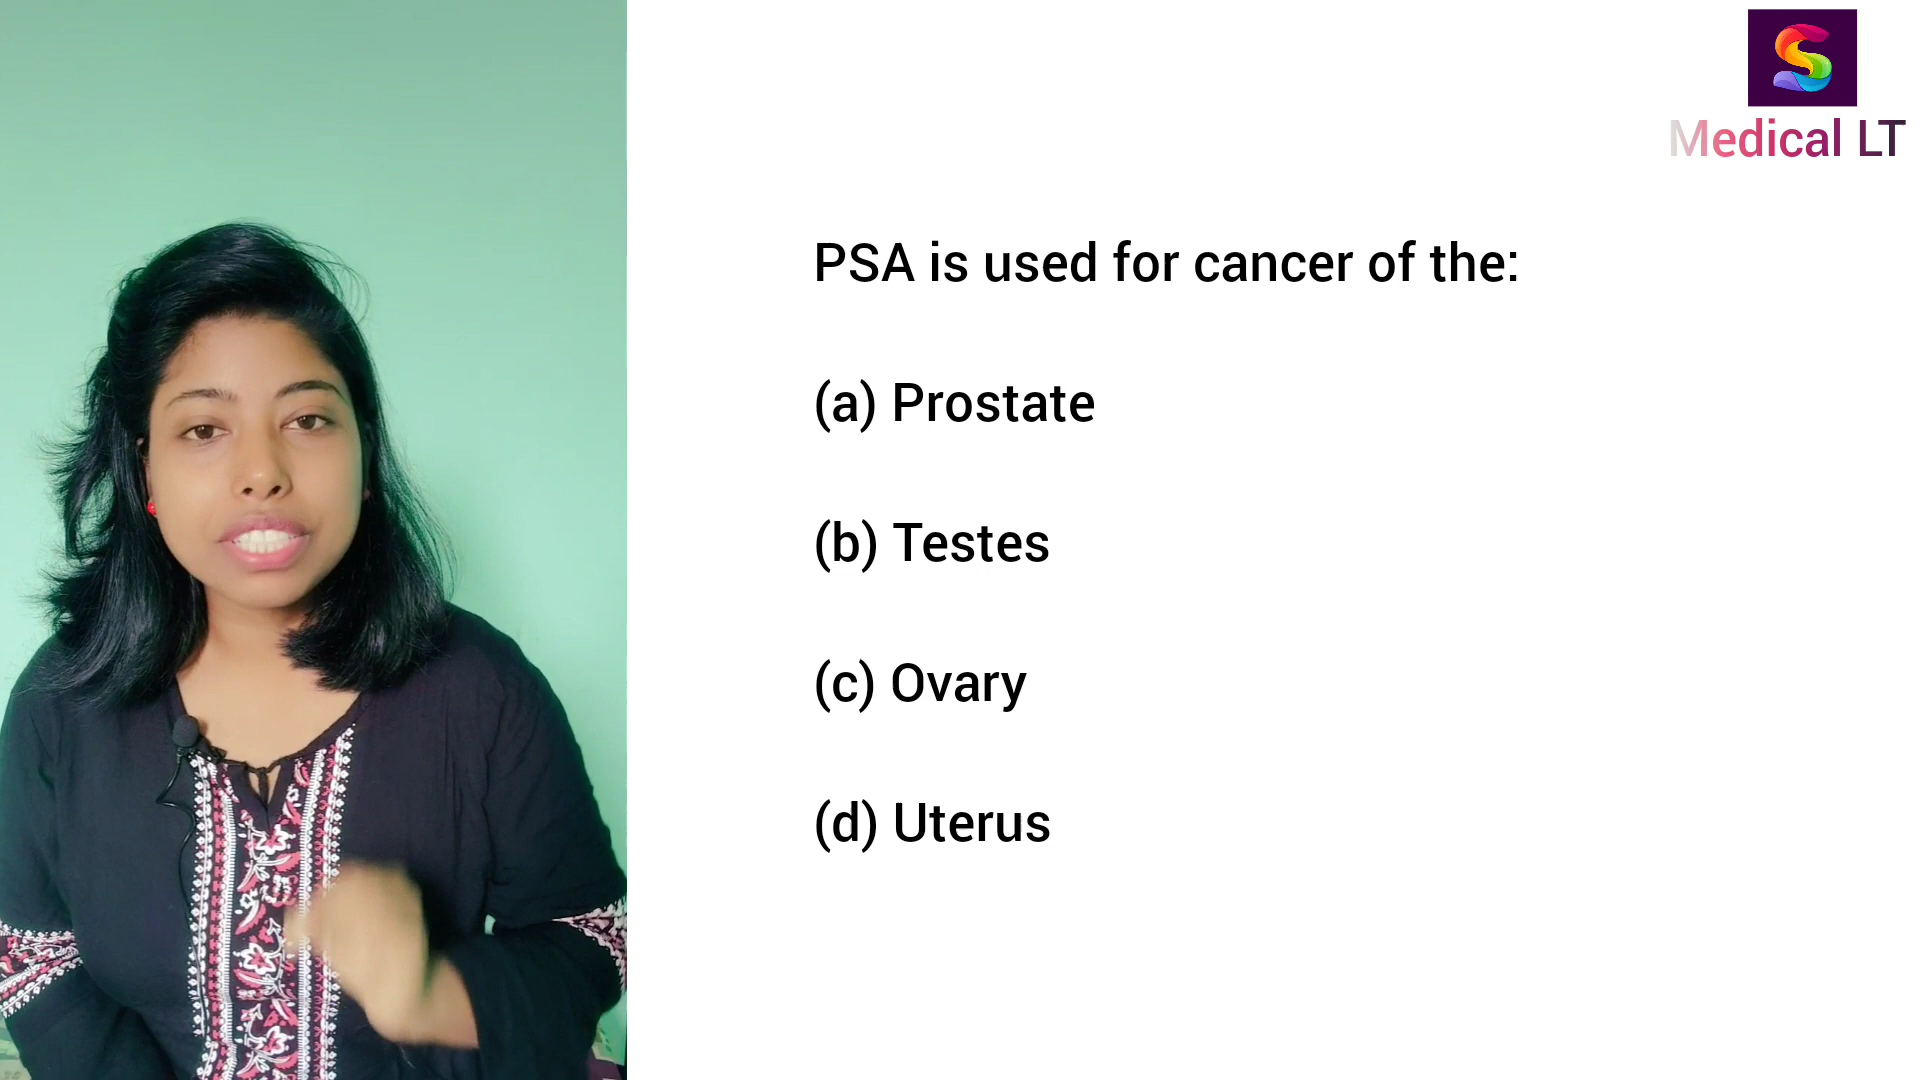 Medical LT
PSA is used for cancer of the:
(a) Prostate
(b) Testes
(c) Ovary
(d) Uterus